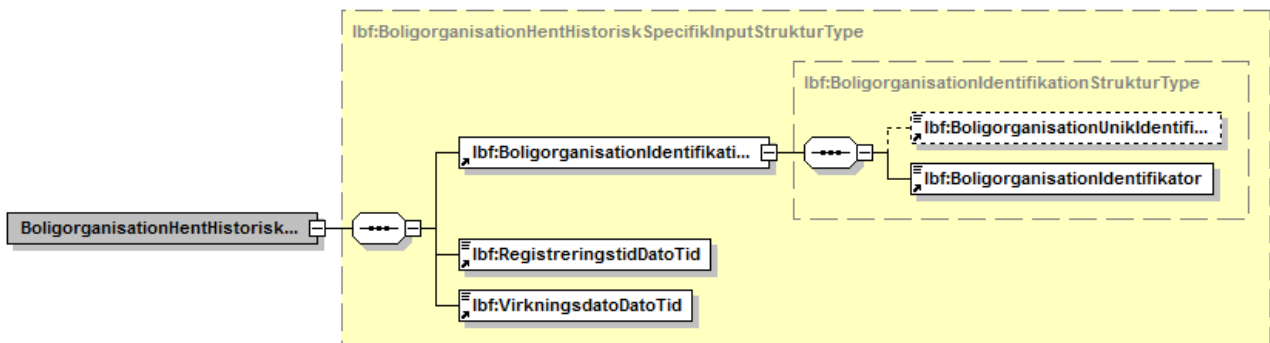 lbf:BoligorganisationHentHistoriskSpecifikInputStrukturType
lbf:BoligorganisationIdentifikationStrukturType
lbf:BoligorganisationUnikIdentifi...
lbf:BoligorganisationIdentifikati...
lbf:BoligorganisationIdentifikator
BoligorganisationHentHistorisk...
lbf:RegistreringstidDatoTid
lbf:VirkningsdatoDatoTid